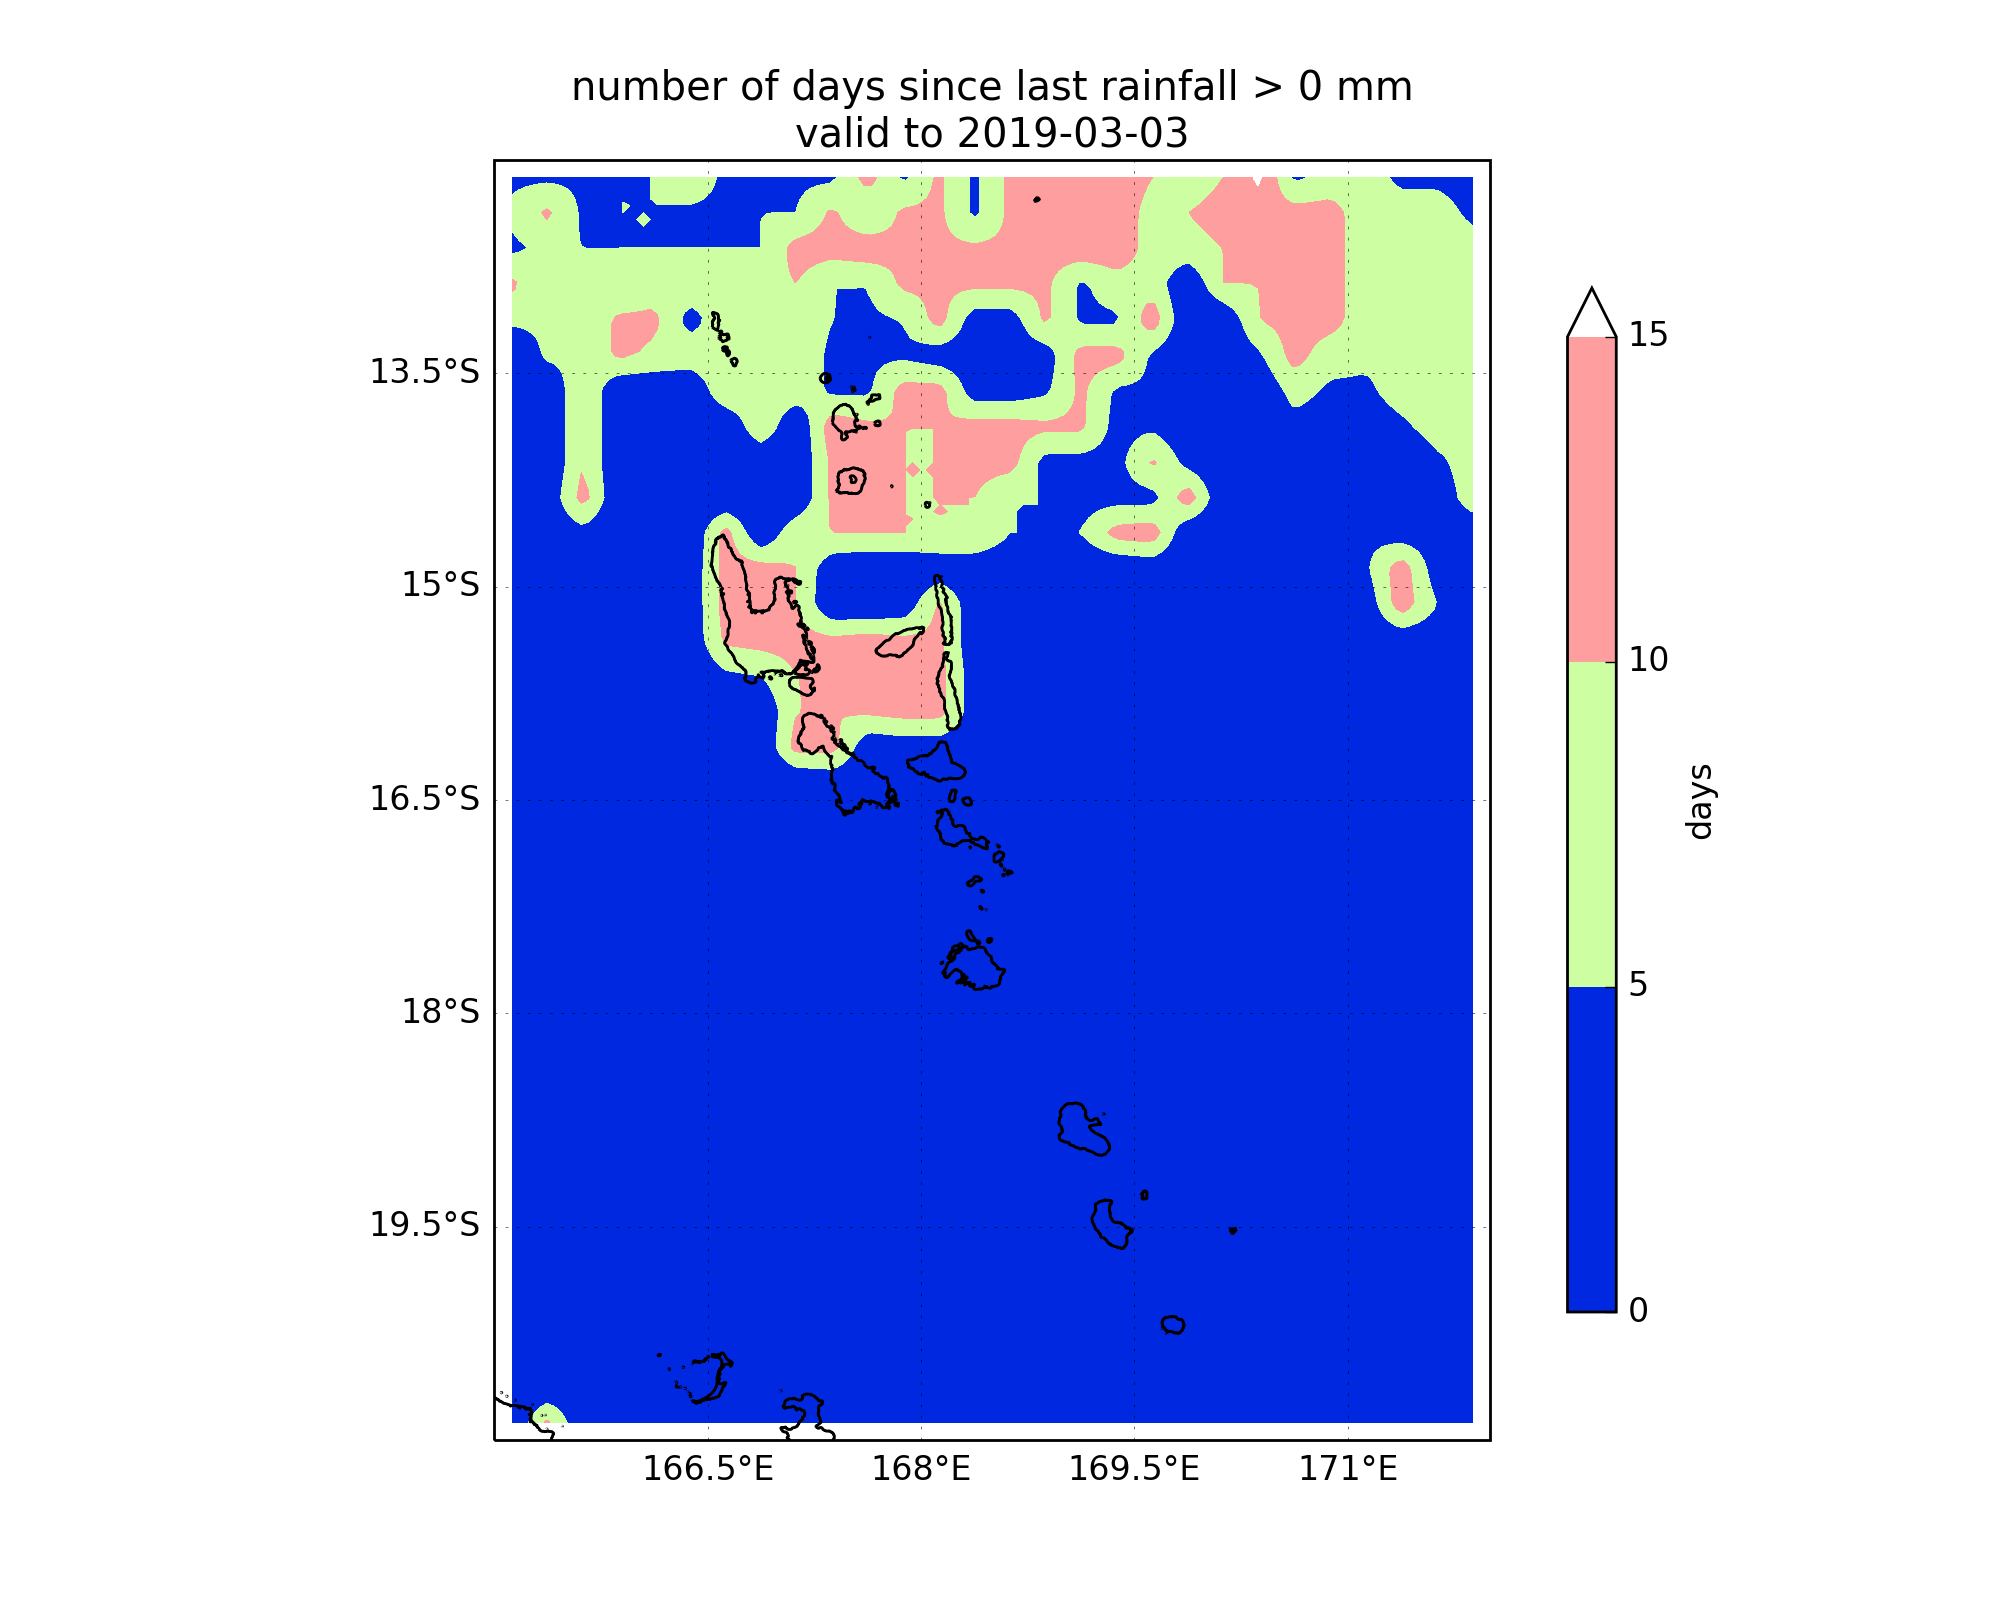 number of days since last rainfall > 0 mm
valid to 2019-03-03
13.5°S
15°S
16.5°S
18°S
19.5°S
166.5°E
168°E
169.5°E
171°E
15
10
5
0
days